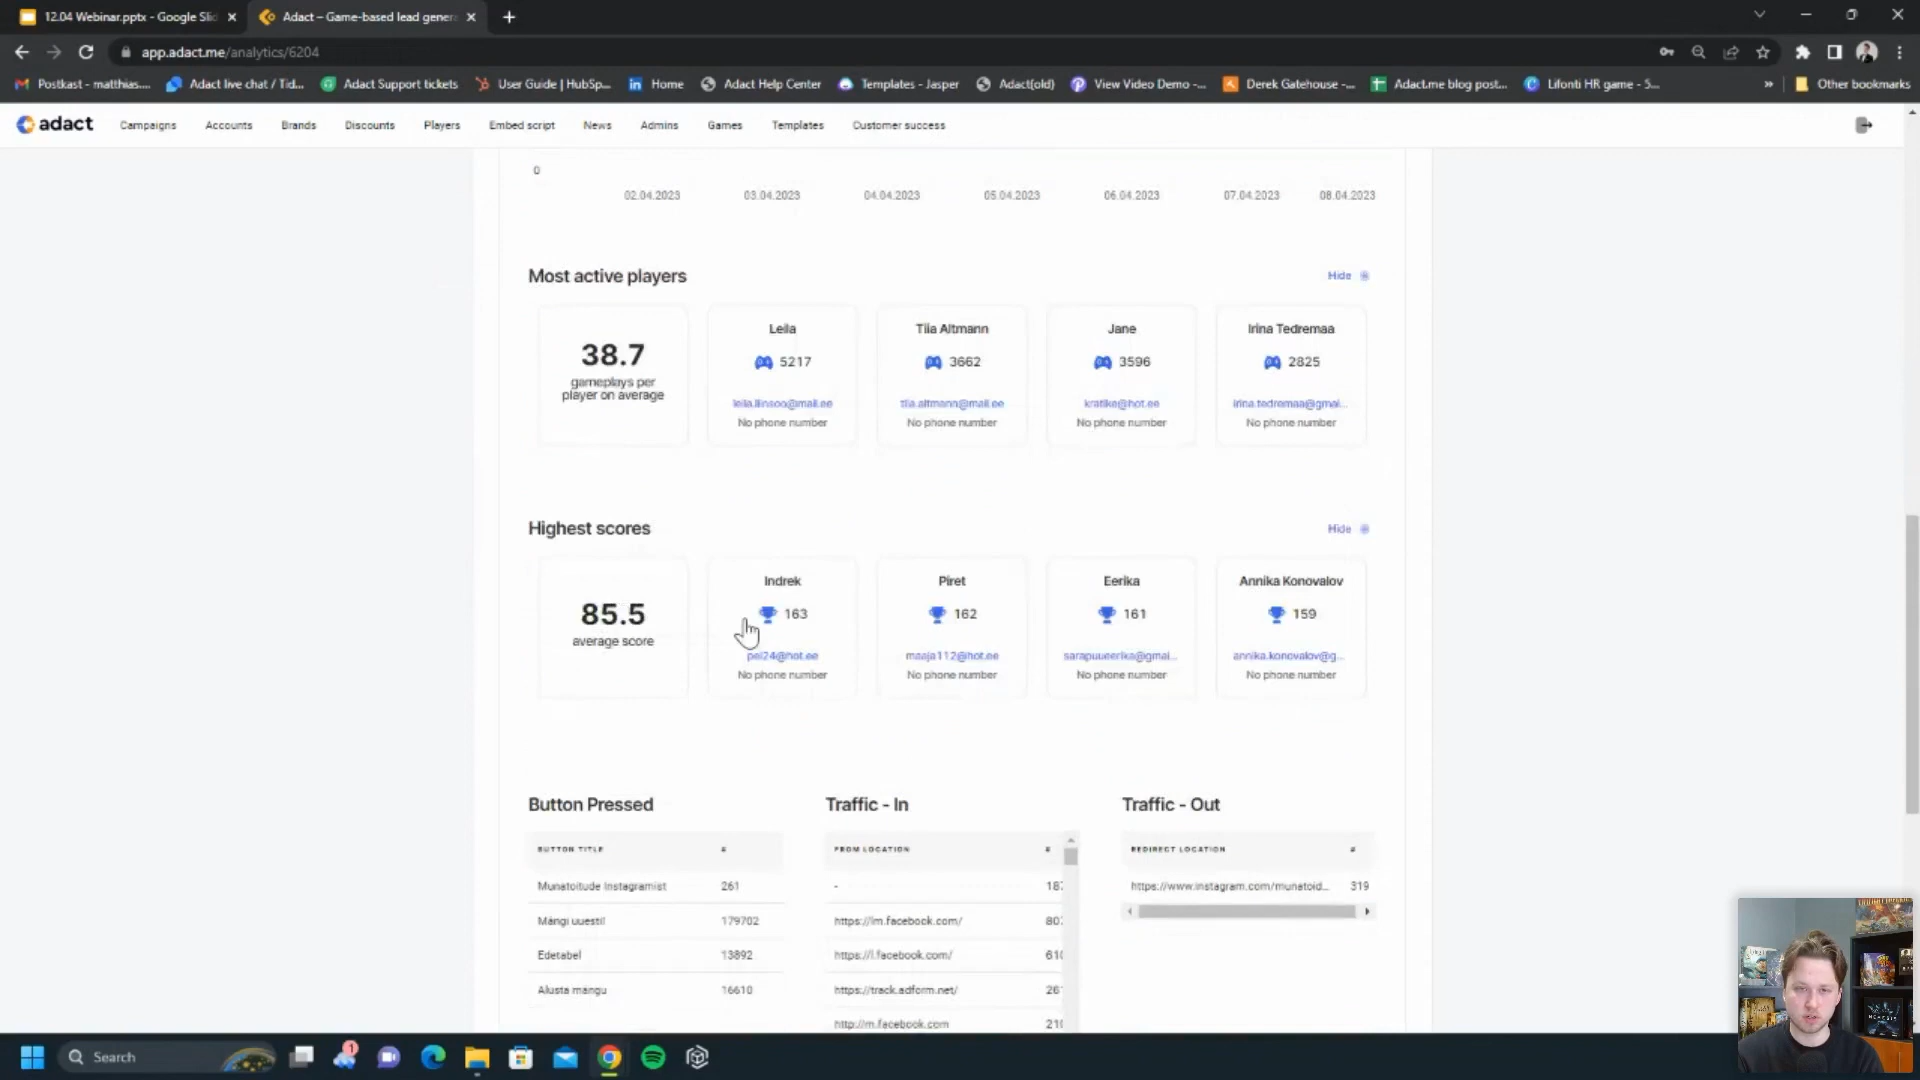 12.04 Webinar.pptx - Google Slid
Adact – Game-based lead gener
app.adact.me/analytics/6204
Postkast - matthias....
Adact live chat / Tid...
Adact Support tickets
User Guide | HubSp...
Home
Adact Help Center
Templates - Jasper
Adact(old)
View Video Demo -...
Derek Gatehouse -...
Adact.me blog post...
Lifonti HR game - S...
Other bookmarks
adact
Campaigns
Accounts
Brands
Discounts
Players
Embed script
News
Admins
Games
Templates
Customer success
0
02.04.2023
03.04.2023
04.04.2023
05.04.2023
06.04.2023
07.04.2023
08.04.2023
Most active players
Hide
38.7
gameplays per
player on average
Leila
5217
leila.liinsoo@mail.ee
No phone number
Tiia Altmann
3662
tiia.altmann@mail.ee
No phone number
Jane
3596
kratike@hot.ee
No phone number
Irina Tedremaa
2825
irina.tedremaa@gmai...
No phone number
Highest scores
Hide
85.5
average score
Indrek
163
pei24@hot.ee
No phone number
Piret
162
maaja112@hot.ee
No phone number
Eerika
161
sarapuueerika@gmai...
No phone number
Annika Konovalov
159
annika.konovalov@g...
No phone number
Button Pressed
BUTTON TITLE #
Munatoitude Instagramist 261
Mängi uuesti! 179702
Edetabel 13892
Alusta mängu 16610
Traffic - In
FROM LOCATION #
- 187
https://lm.facebook.com/ 807
https://l.facebook.com/ 610
https://track.adform.net/ 26
http://m.facebook.com 210
Traffic - Out
REDIRECT LOCATION #
https://www.instagram.com/munatoid... 319
Search
1